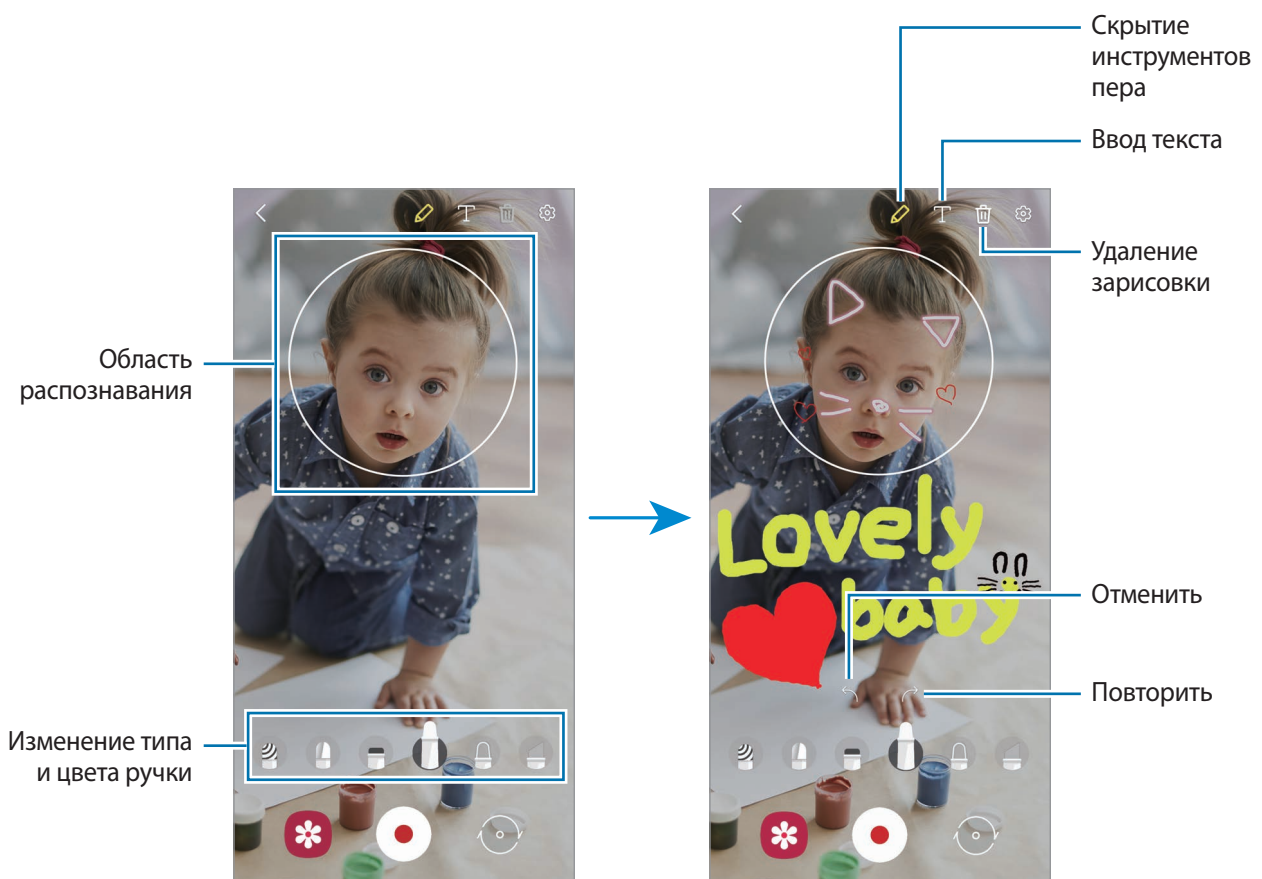 Скрытие
инструментов
пера
Ввод текста
Удаление
зарисовки
Область
распознавания
Lovely
baby
Отменить
Повторить
Изменение типа
и цвета ручки